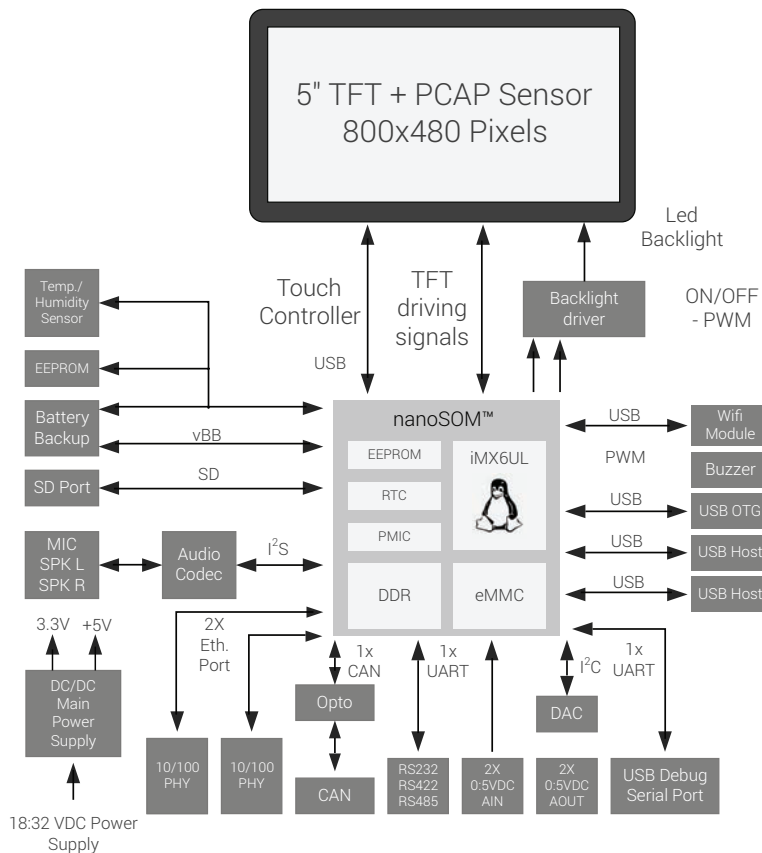 5" TFT + PCAP Sensor
800x480 Pixels
Led
Backlight
Temp./
Humidity
Sensor
Touch
Controller
TFT
driving
signals
Backlight
driver
ON/OFF
- PWM
EEPROM
USB
Battery
Backup
vBB
nanoSOM™
EEPROM
RTC
PMIC
iMX6UL
DDR
eMMC
USB
Wifi
Module
PWM
Buzzer
SD Port
SD
USB
USB OTG
MIC
SPK L
SPK R
Audio
Codec
I²S
USB
USB Host
USB
USB Host
3.3V
+5V
2X
Eth.
Port
1x
CAN
1x
UART
I²C
1x
UART
DC/DC
Main
Power
Supply
Opto
DAC
10/100
PHY
10/100
PHY
CAN
RS232
RS422
RS485
2X
0:5VDC
AIN
2X
0:5VDC
AOUT
USB Debug
Serial Port
18:32 VDC Power
Supply